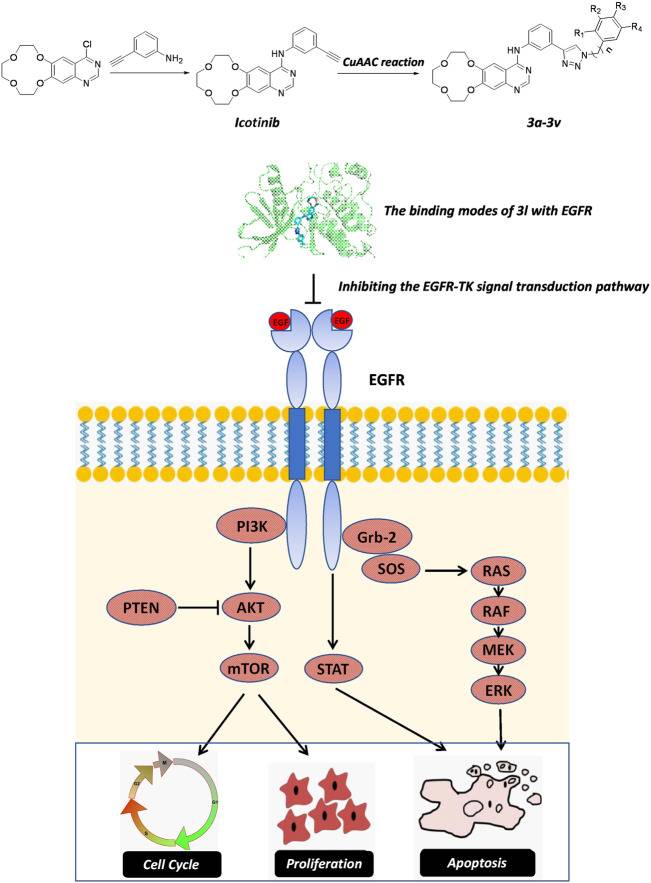 Cl
NH2
HN
HN
R2
R3
R1
R4
O
O
O
O
N
N
O
O
O
O
N
N
O
O
O
O
N
N
N
N
N
n
CuAAC reaction
Icotinib
3a-3v
The binding modes of 3l with EGFR
Inhibiting the EGFR-TK signal transduction pathway
EGF
EGF
EGFR
PI3K
Grb-2
SOS
RAS
PTEN
AKT
RAF
MEK
mTOR
STAT
ERK
M
G2
G1
S
Cell Cycle
Proliferation
Apoptosis